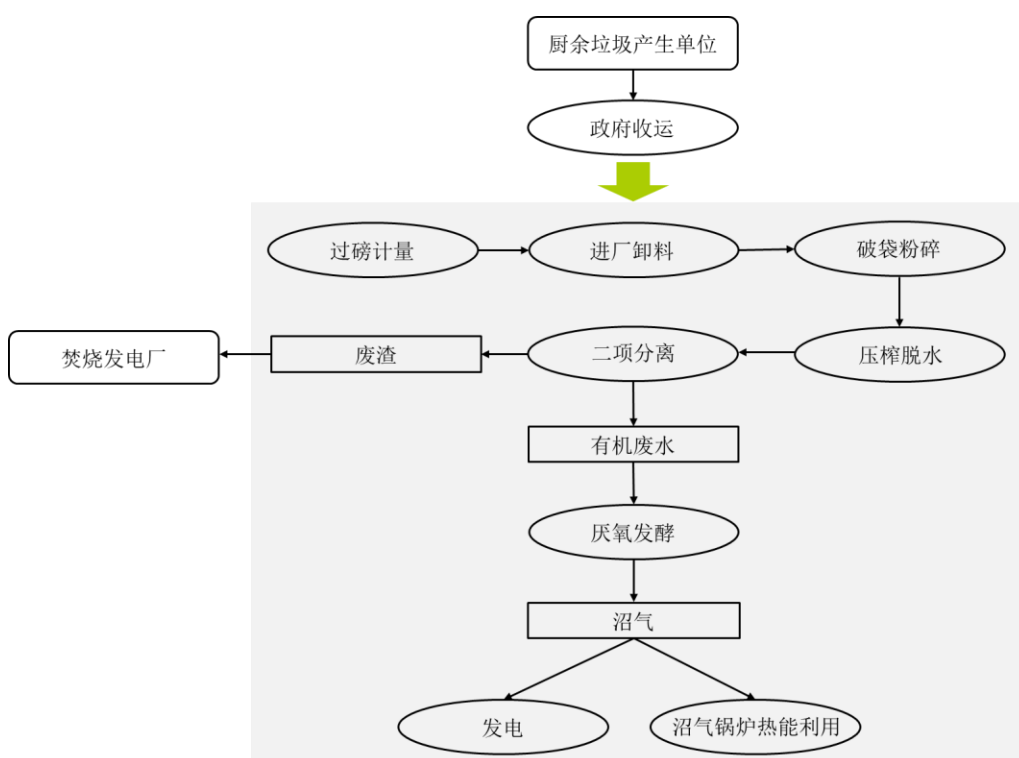 厨余垃圾产生单位
政府收运
过磅计量
进厂卸料
破袋粉碎
焚烧发电厂
废渣
二项分离
压榨脱水
有机废水
厌氧发酵
沼气
发电
沼气锅炉热能利用